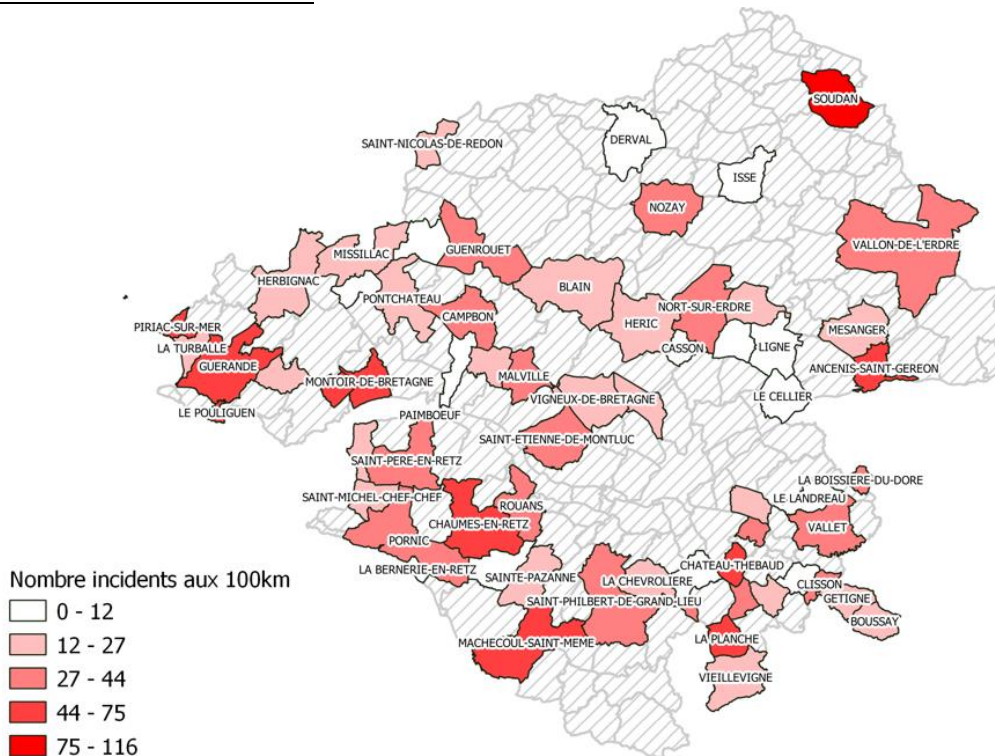 SOUDAN
DERVAL
SAINT-NICOLAS-DE-REDON
ISSE
NOZAY
VALLON-DE-L'ERDRE
GUENROUET
MISSILLAC
HERBIGNAC
BLAIN
PONTCHATEAU
NORT-SUR-ERDRE
CAMPBON
HERIC
PIRIAC-SUR-MER
MESANGER
LA TURBALLE
CASSON
LIGNE
GUERANDE
ANCENIS-SAINT-GEREON
MALVILLE
MONTOIR-DE-BRETAGNE
LE CELLIER
VIGNEUX-DE-BRETAGNE
LE POULIGUEN
PAIMBOEUF
SAINT-ETIENNE-DE-MONTLUC
SAINT-PERE-EN-RETZ
LA BOISSIERE-DU-DORE
SAINT-MICHEL-CHEF-CHEF
LE LANDREAU
ROUANS
CHAUMES-EN-RETZ
VALLET
PORNIC
CHATEAU-THEBAUD
LA BERNERIE-EN-RETZ
SAINTE-PAZANNE
LA CHEVROLIERE
CLISSON
GETIGNE
SAINT-PHILBERT-DE-GRAND-LIEU
BOUSSAY
LA PLANCHE
MACHECOUL-SAINT-MEME
VIEILLEVIGNE
Nombre incidents aux 100km
0 - 12
12 - 27
27 - 44
44 - 75
75 - 116